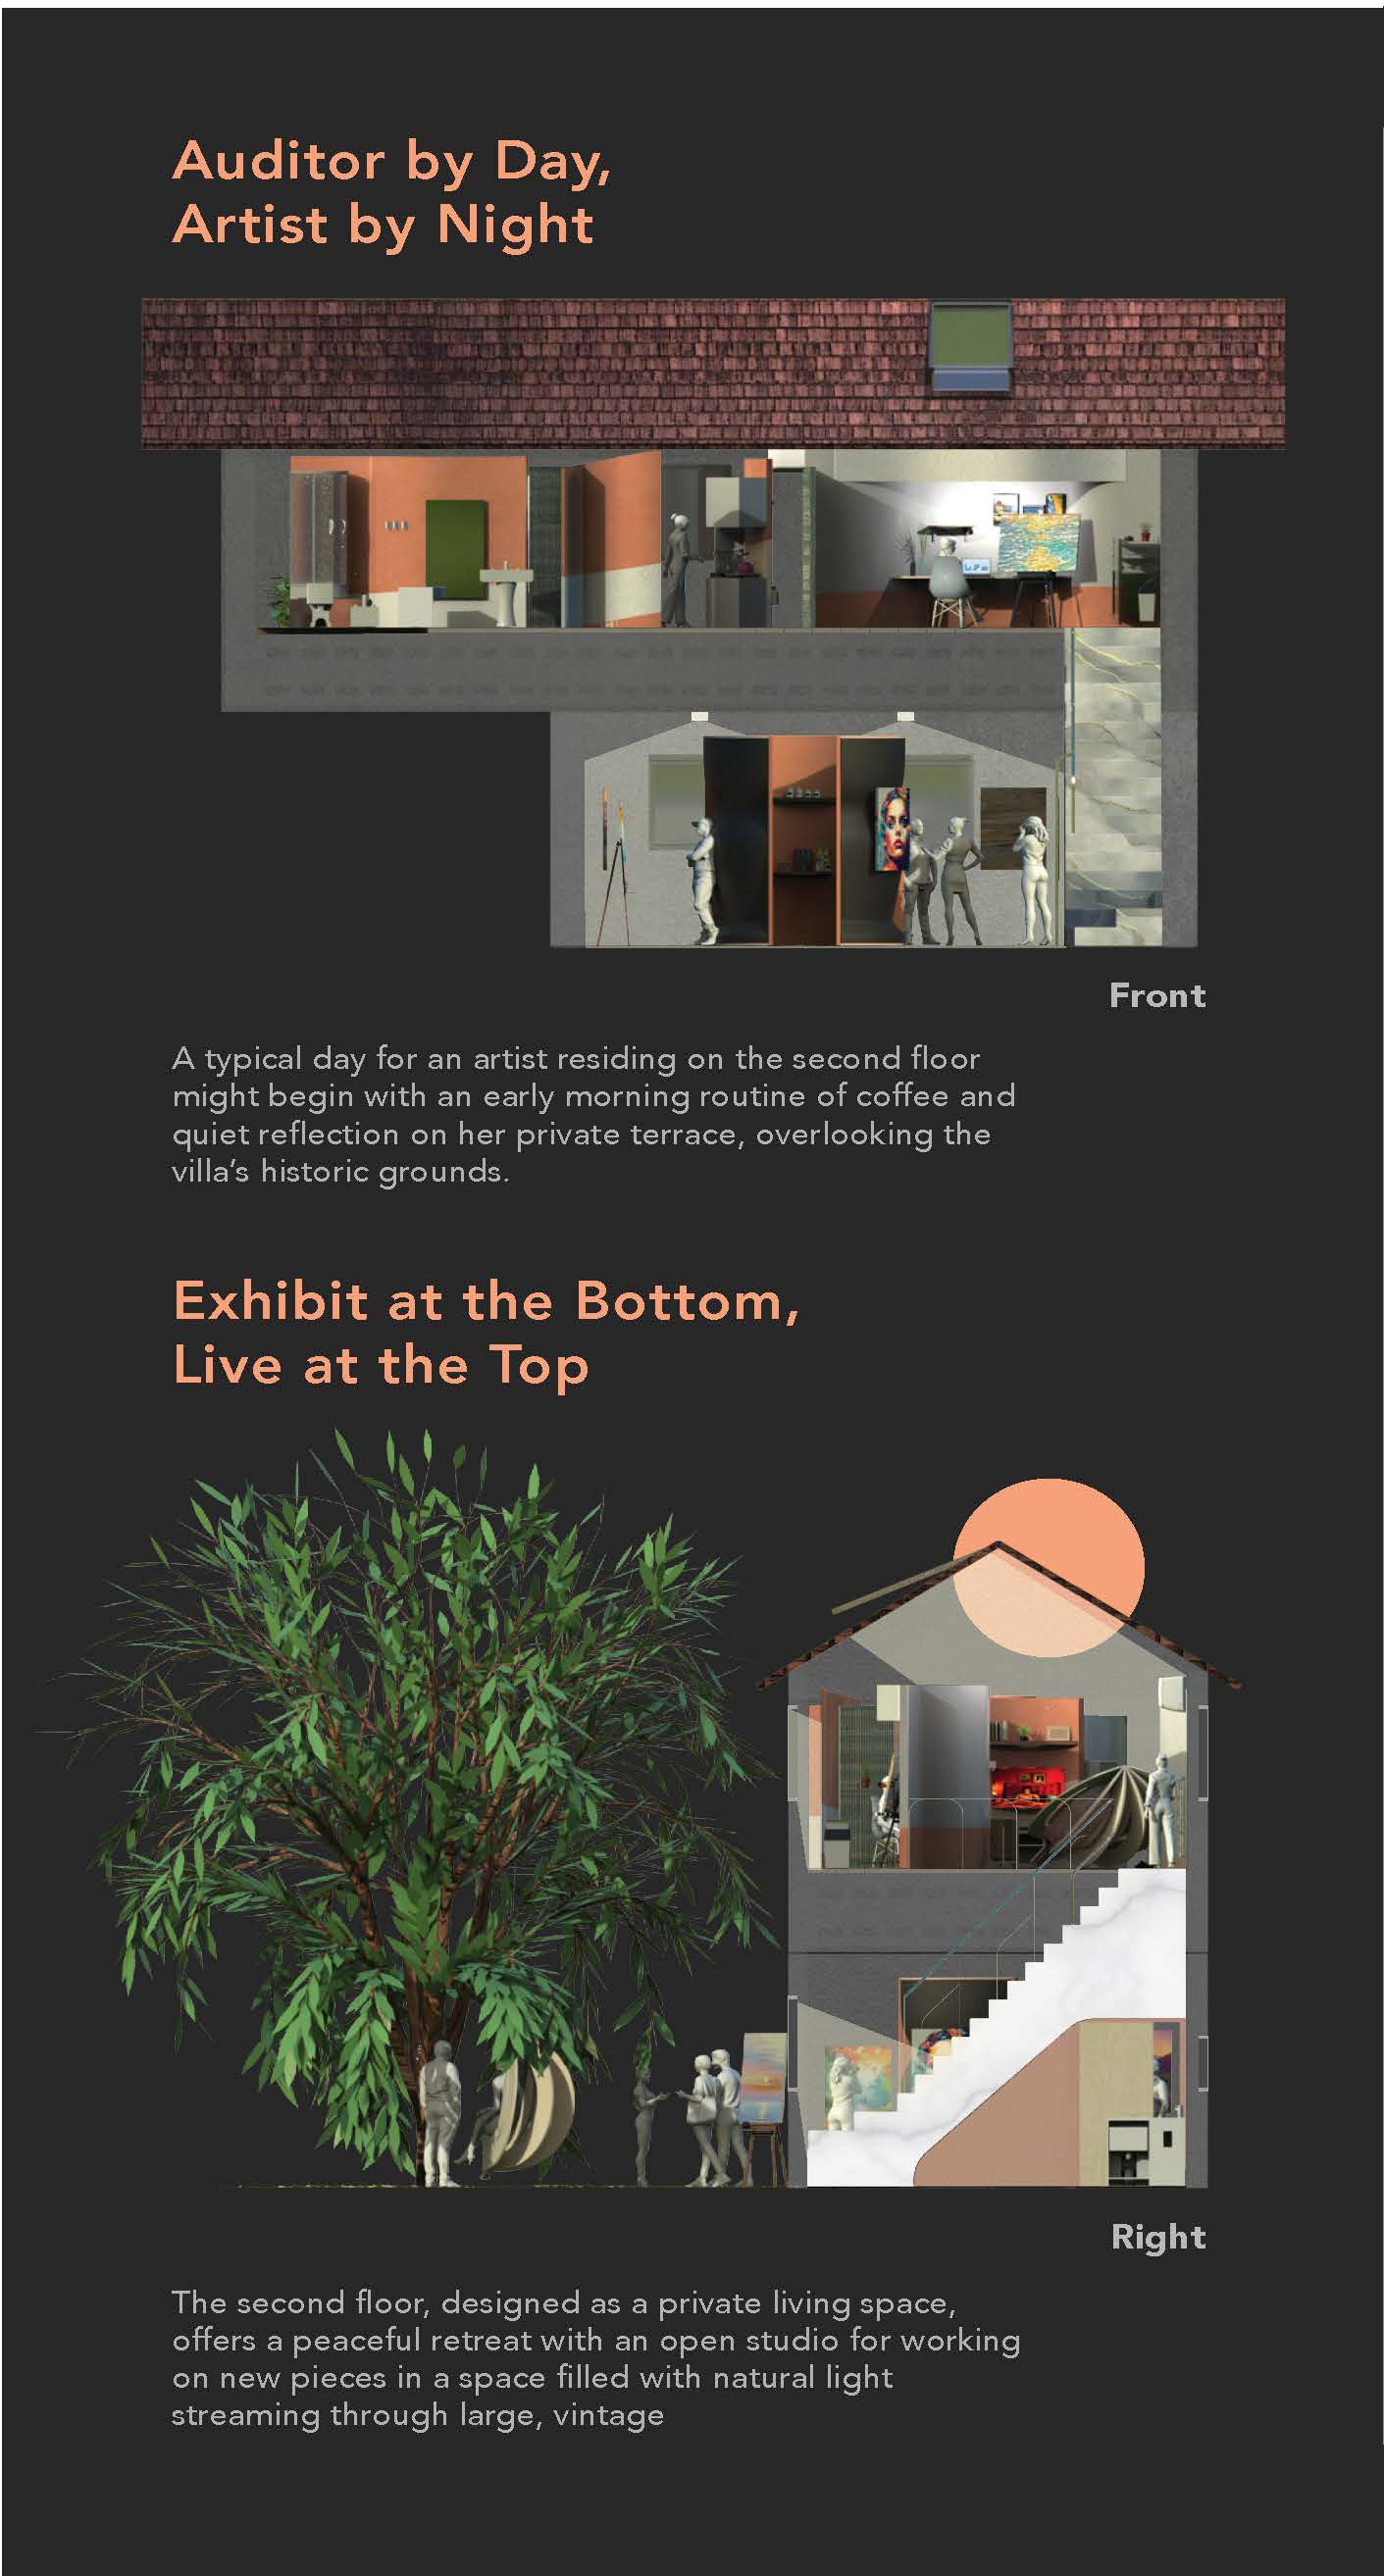 Auditor by Day,
Artist by Night
Front
A typical day for an artist residing on the second floor
might begin with an early morning routine of coffee and
quiet reflection on her private terrace, overlooking the
villa’s historic grounds.
Exhibit at the Bottom,
Live at the Top
Right
The second floor, designed as a private living space,
offers a peaceful retreat with an open studio for working
on new pieces in a space filled with natural light
streaming through large, vintage